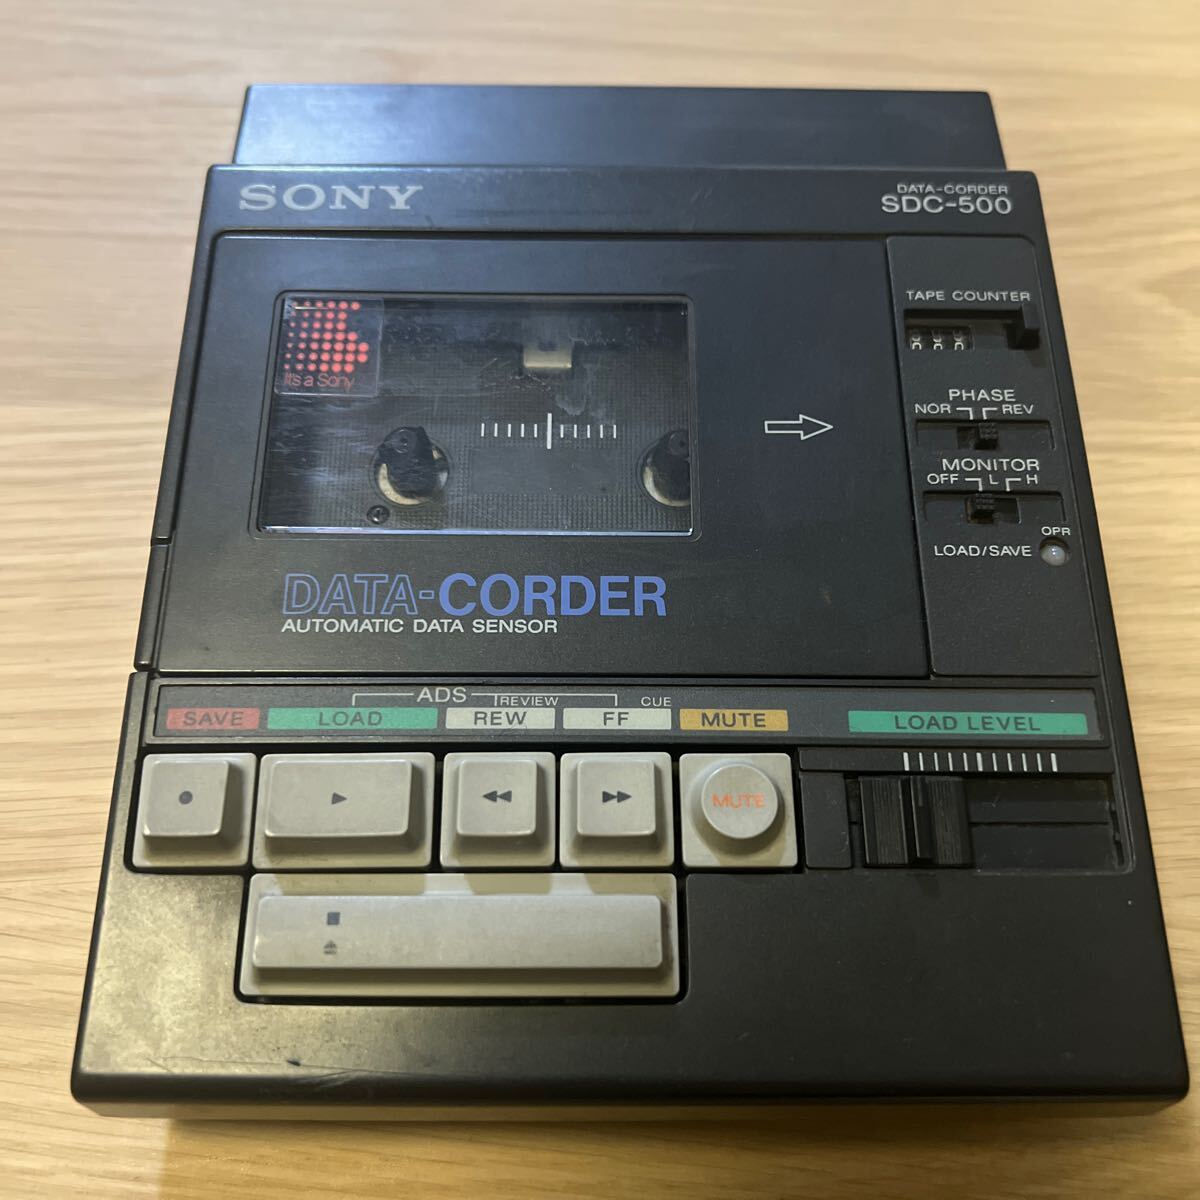 SONY
DATA-CORDER
SDC-500
It's a Sony
TAPE COUNTER
PHASE
NOR REV
MONITOR
OFF L H
OPR
LOAD/SAVE
DATA-CORDER
AUTOMATIC DATA SENSOR
ADS REVIEW CUE
SAVE LOAD REW FF MUTE LOAD LEVEL
MUTE